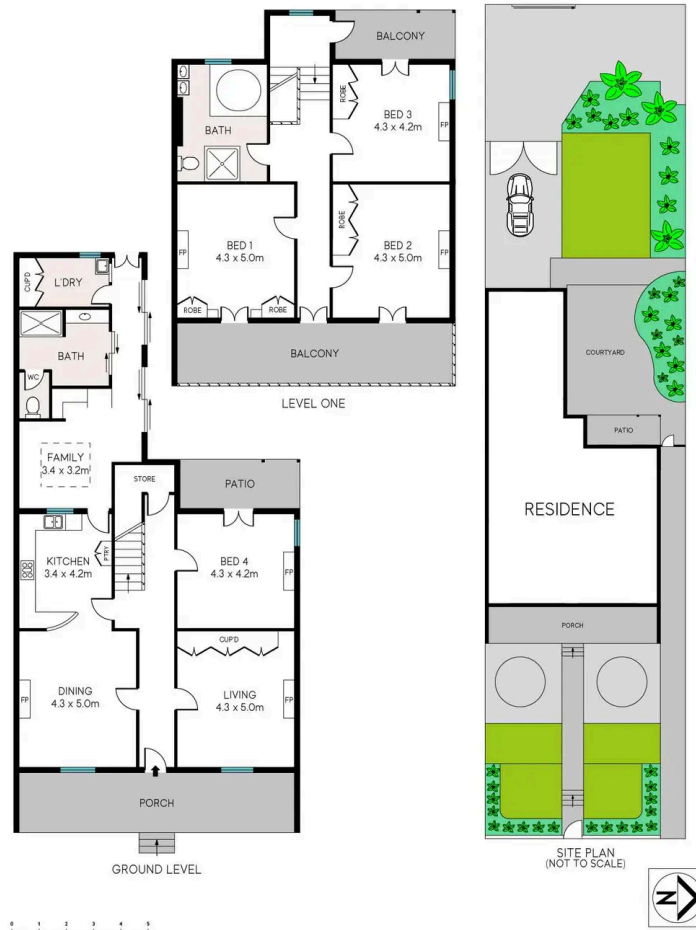 BALCONY
BATH
ROBE
BED 3
4.3 x 4.2m
FP
BED 1
4.3 x 5.0m
FP
ROBE
BED 2
4.3 x 5.0m
FP
ROBE
ROBE
BALCONY
LEVEL ONE
CUP'D
L'DRY
BATH
WC
FAMILY
3.4 x 3.2m
STORE
PATIO
KITCHEN
3.4 x 4.2m
PTRY
BED 4
4.3 x 4.2m
FP
CUP'D
DINING
4.3 x 5.0m
FP
LIVING
4.3 x 5.0m
FP
PORCH
GROUND LEVEL
0 1 2 3 4 5
COURTYARD
PATIO
RESIDENCE
PORCH
SITE PLAN
(NOT TO SCALE)
N